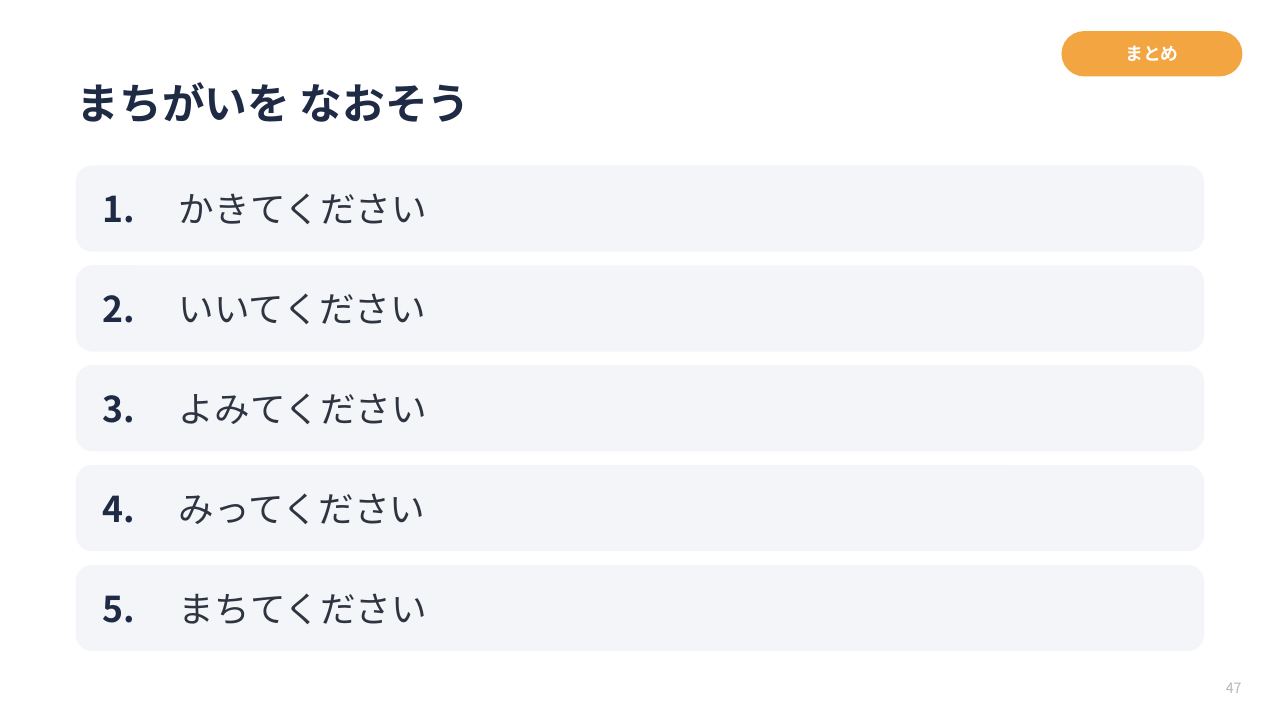 まとめ
まちがいを なおそう
1. かきてください
2. いいてください
3. よみてください
4. みってください
5. まちてください
47